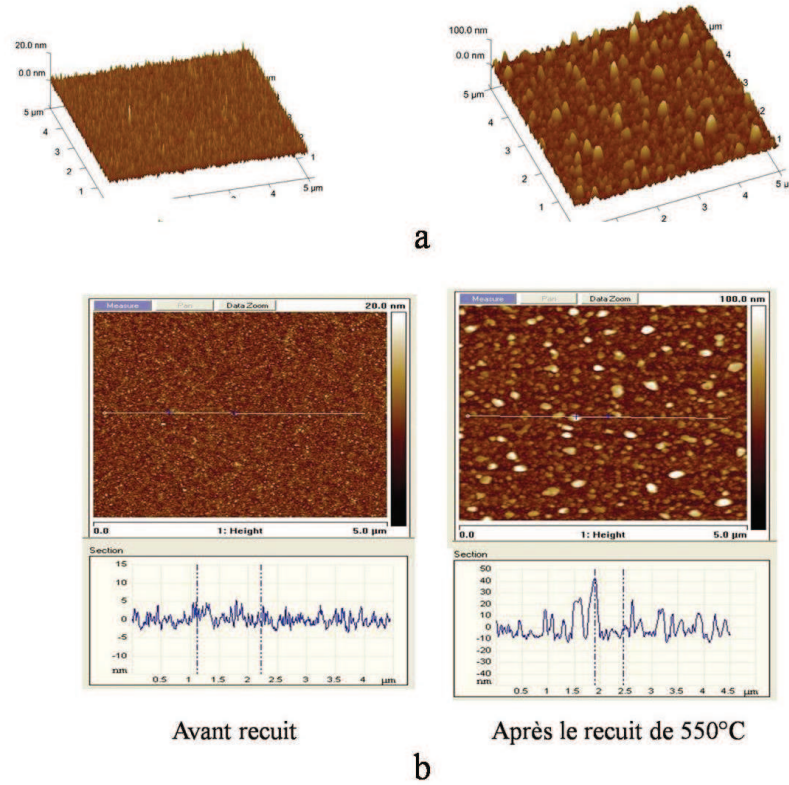 20.0 nm
0.0 nm
5 µm
4
3
2
1
3
4
5 µm
1
2
100.0 nm
0.0 nm
5 µm
4
3
2
1
2
3
4
5 µm
1
2
3
4
µm
a
Measure Pan Data Zoom 20.0 nm
0.0 1: Height 5.0 µm
Section
15
10
5
0
-5
-10
nm
0.5 1 1.5 2 2.5 3 3.5 4 µm
Measure Pan Data Zoom 100.0 nm
0.0 1: Height 5.0 µm
Section
50
40
30
20
10
0
-10
-20
-30
-40
nm
0.5 1 1.5 2 2.5 3 3.5 4 4.5 µm
Avant recuit
Après le recuit de 550°C
b